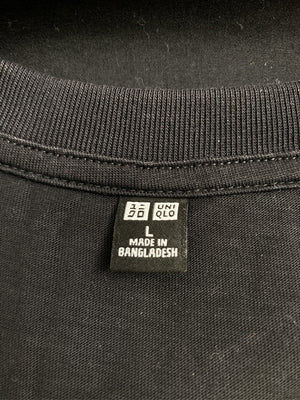 ユニ UNI
クロ QLO
L
MADE IN
BANGLADESH